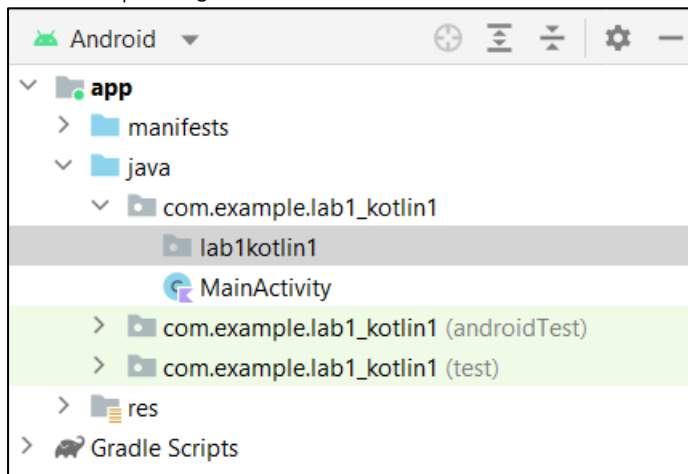 Android
app
manifests
java
com.example.lab1_kotlin1
lab1kotlin1
MainActivity
com.example.lab1_kotlin1 (androidTest)
com.example.lab1_kotlin1 (test)
res
Gradle Scripts